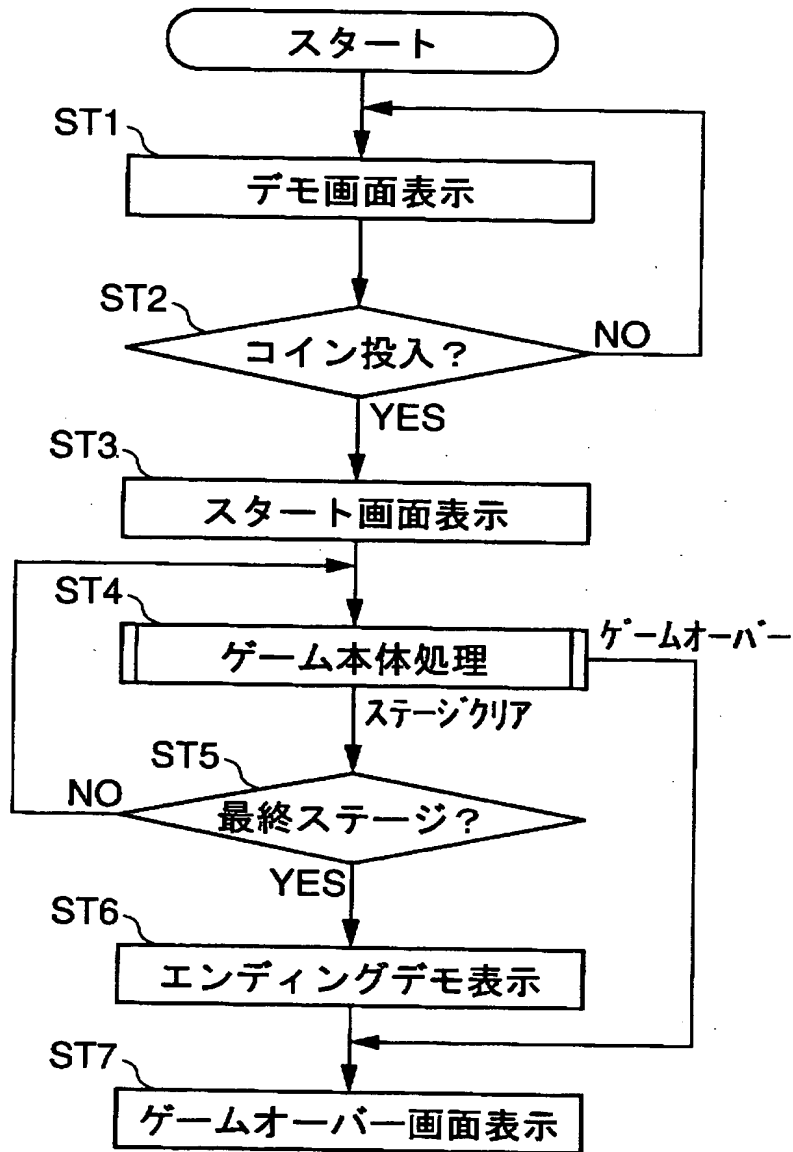 スタート
ST1
デモ画面表示
ST2
コイン投入?
NO
YES
ST3
スタート画面表示
ST4
ゲーム本体処理
ゲームオーバー
ステージクリア
ST5
NO
最終ステージ?
YES
ST6
エンディングデモ表示
ST7
ゲームオーバー画面表示